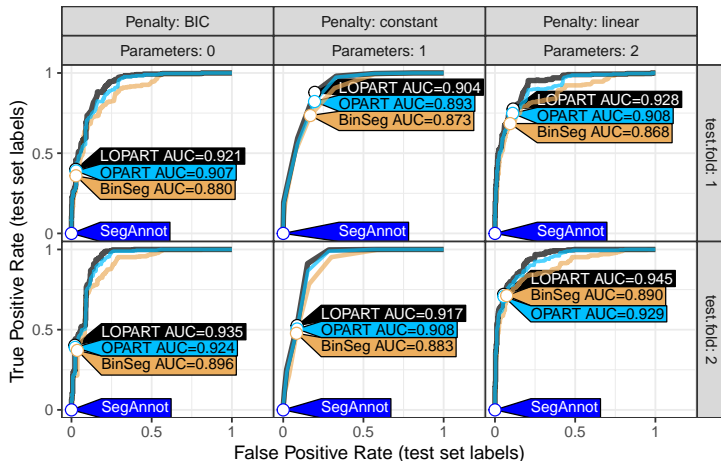 Penalty: BIC
Penalty: constant
Penalty: linear
Parameters: 0
Parameters: 1
Parameters: 2
True Positive Rate (test set labels)
1
0.5
0
LOPART AUC=0.921
OPART AUC=0.907
BinSeg AUC=0.880
SegAnnot
LOPART AUC=0.904
OPART AUC=0.893
BinSeg AUC=0.873
SegAnnot
LOPART AUC=0.928
OPART AUC=0.908
BinSeg AUC=0.868
SegAnnot
test.fold: 1
1
0.5
0
LOPART AUC=0.935
OPART AUC=0.924
BinSeg AUC=0.896
SegAnnot
LOPART AUC=0.917
OPART AUC=0.908
BinSeg AUC=0.883
SegAnnot
LOPART AUC=0.945
BinSeg AUC=0.890
OPART AUC=0.929
SegAnnot
test.fold: 2
0 0.5 1
0 0.5 1
0 0.5 1
False Positive Rate (test set labels)